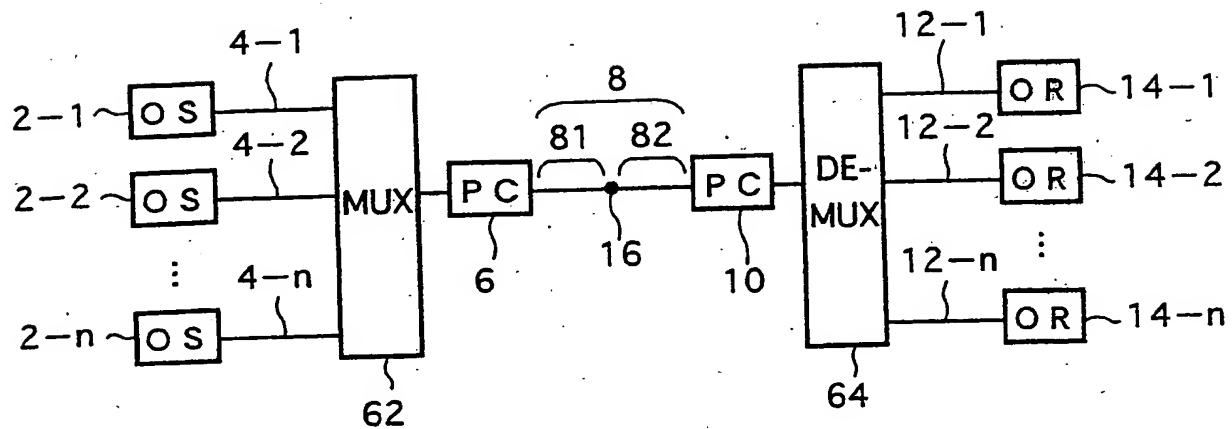 4-1
12-1
8
2-1
OS
OR
14-1
81
82
4-2
12-2
2-2
OS
MUX
PC
PC
DE-
MUX
OR
14-2
6
16
10
⋮
⋮
4-n
12-n
2-n
OS
OR
14-n
62
64